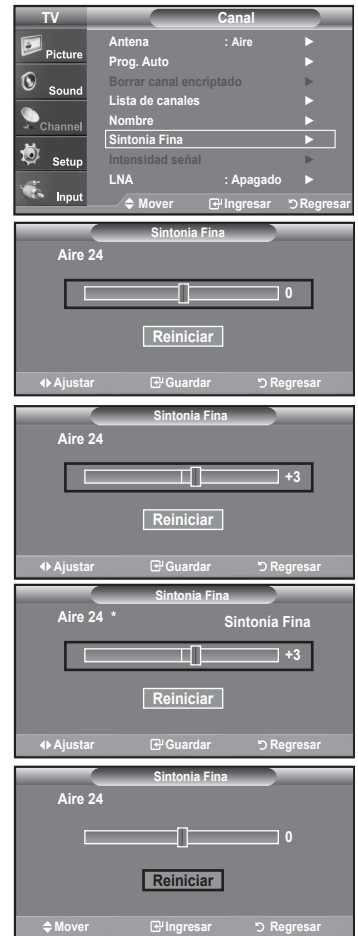 TV Canal
Picture
Sound
Channel
Setup
Input
Antena : Aire ►
Prog. Auto ►
Borrar canal encriptado ►
Lista de canales ►
Nombre ►
Sintonia Fina ►
Intensidad señal ►
LNA : Apagado ►
Mover Ingresar Regresar
Sintonia Fina
Aire 24
0
Reiniciar
Ajustar Guardar Regresar
Sintonia Fina
Aire 24
+3
Reiniciar
Ajustar Guardar Regresar
Sintonia Fina
Aire 24 * Sintonía Fina
+3
Reiniciar
Ajustar Guardar Regresar
Sintonia Fina
Aire 24
0
Reiniciar
Mover Ingresar Regresar